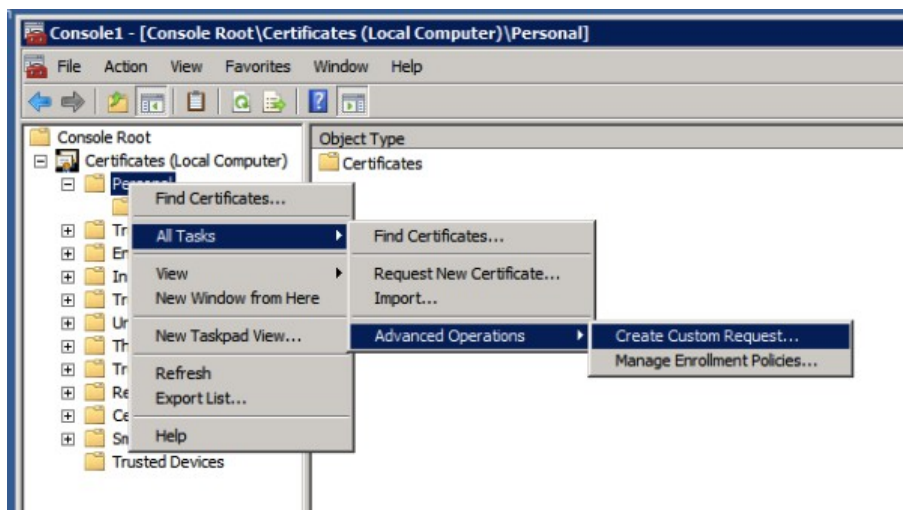 Console1 - [Console Root\Certificates (Local Computer)\Personal]
File Action View Favorites Window Help
Console Root
Certificates (Local Computer)
Object Type
Certificates
Find Certificates...
All Tasks
View
New Window from Here
New Taskpad View...
Refresh
Export List...
Help
Find Certificates...
Request New Certificate...
Import...
Advanced Operations
Create Custom Request...
Manage Enrollment Policies...
Trusted Devices